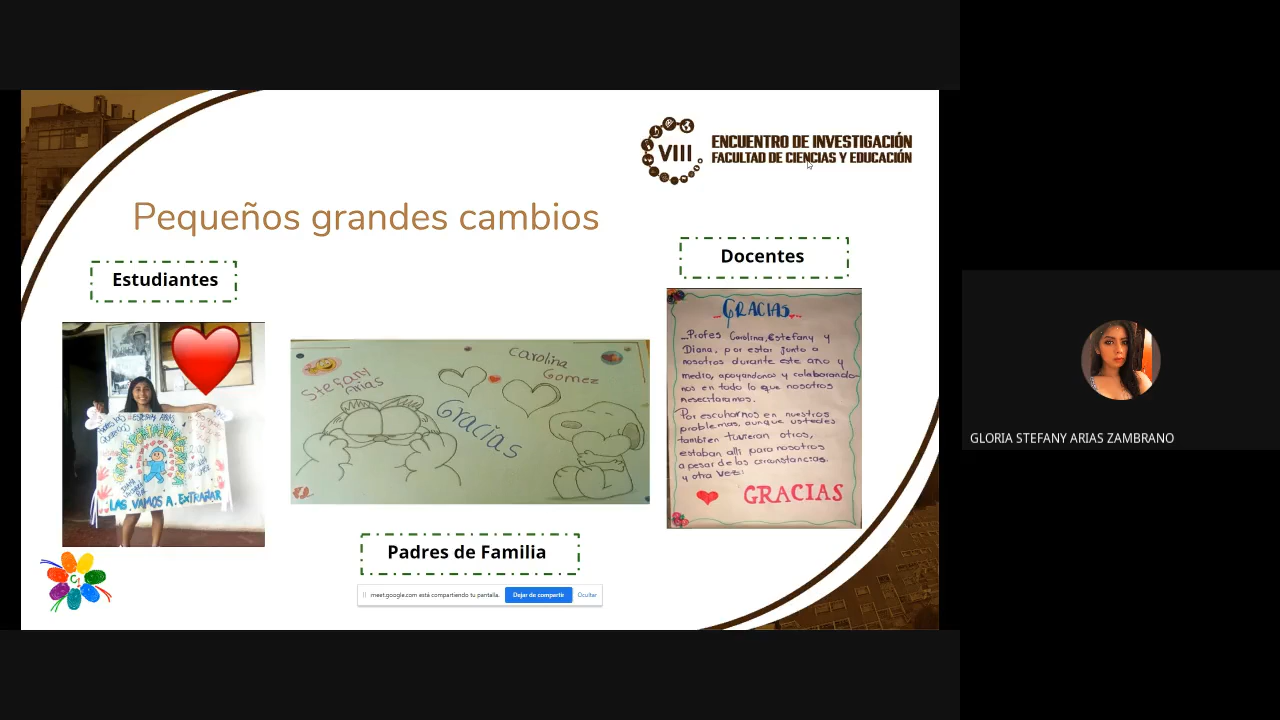 VIII
ENCUENTRO DE INVESTIGACIÓN
FACULTAD DE CIENCIAS Y EDUCACIÓN
Pequeños grandes cambios
Estudiantes
LAS VAMOS A EXTRAÑAR
Stefany
Arias
Carolina
Gomez
Gracias
Padres de Familia
Docentes
GRACIAS
Profes Carolina, Estefany y
Diana, por estar junto a
nosotros durante este año y
medio, apoyandonos y colaborando
nos en todo lo que nosotros
nesecitaramos.
Por escucharnos en nuestros
problemas, aunque ustedes
tambien tuvieran otros,
estaban alli para nosotros
a pesar de las circunstancias.
y otra vez:
GRACIAS
meet.google.com está compartiendo tu pantalla.
Dejar de compartir
Ocultar
GLORIA STEFANY ARIAS ZAMBRANO